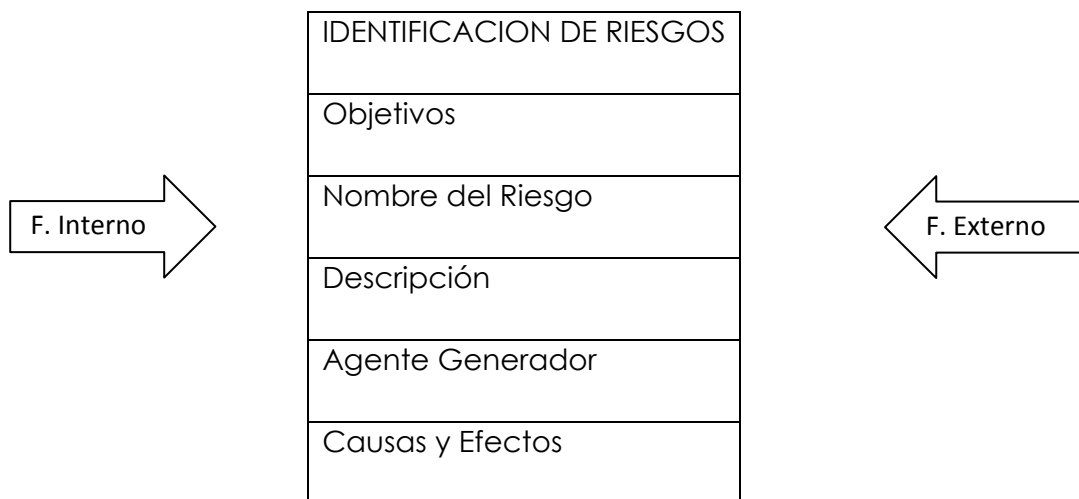 IDENTIFICACION DE RIESGOS
Objetivos
Nombre del Riesgo
F. Interno
F. Externo
Descripción
Agente Generador
Causas y Efectos